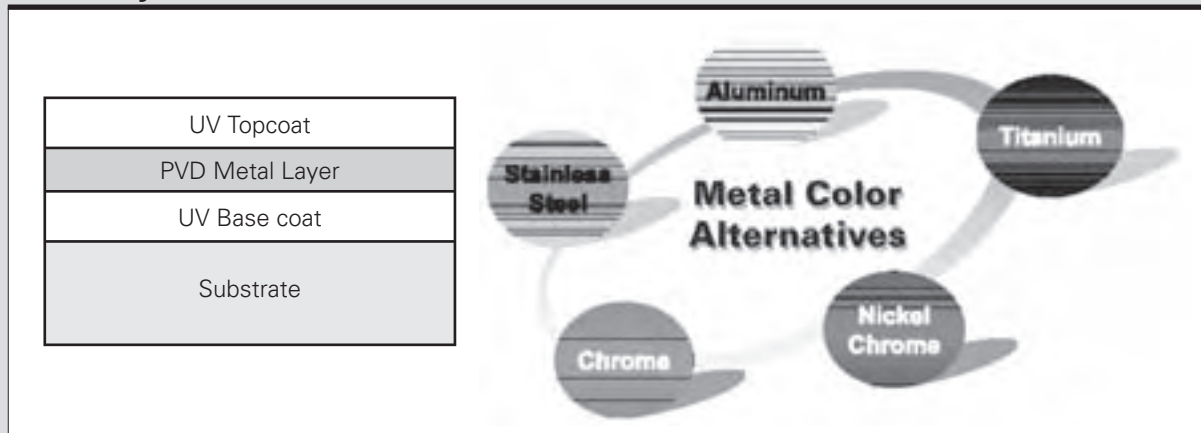 UV Topcoat
PVD Metal Layer
UV Base coat
Substrate
Aluminum
Titanium
Stainless
Steel
Metal Color
Alternatives
Nickel
Chrome
Chrome